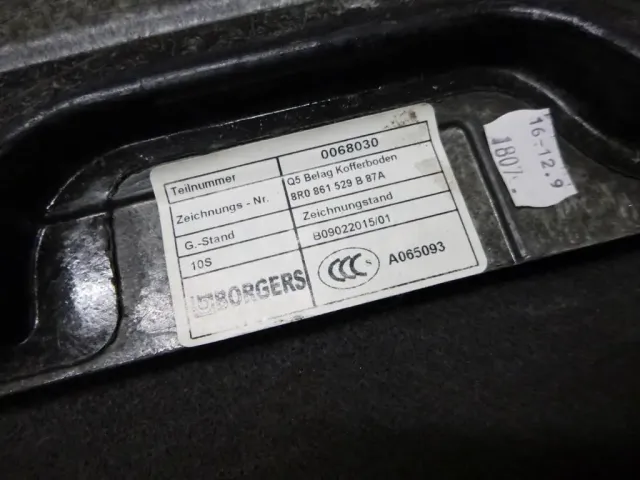 Teilnummer 0068030
Zeichnungs - Nr. Q5 Belag Kofferboden
8R0 861 529 B 87A
G.-Stand Zeichnungstand
10S B09022015/01
BORGERS CCC A065093
16-12.9
180%.